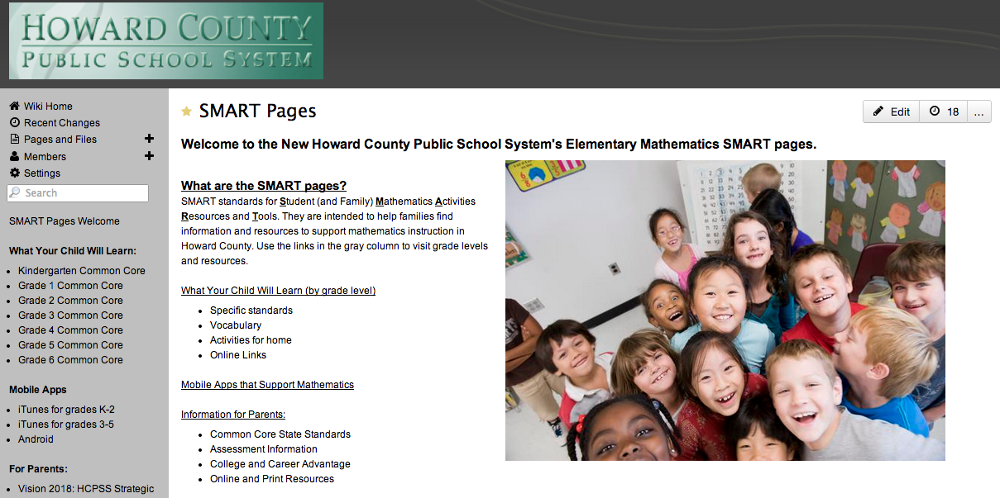 HOWARD COUNTY
PUBLIC SCHOOL SYSTEM
Wiki Home
Recent Changes
Pages and Files
Members
Settings
Search
SMART Pages Welcome
What Your Child Will Learn:
Kindergarten Common Core
Grade 1 Common Core
Grade 2 Common Core
Grade 3 Common Core
Grade 4 Common Core
Grade 5 Common Core
Grade 6 Common Core
Mobile Apps
iTunes for grades K-2
iTunes for grades 3-5
Android
For Parents:
Vision 2018: HCPSS Strategic
SMART Pages
Edit
18
...
Welcome to the New Howard County Public School System's Elementary Mathematics SMART pages.
What are the SMART pages?
SMART standards for Student (and Family) Mathematics Activities
Resources and Tools. They are intended to help families find
information and resources to support mathematics instruction in
Howard County. Use the links in the gray column to visit grade levels
and resources.
What Your Child Will Learn (by grade level)
Specific standards
Vocabulary
Activities for home
Online Links
Mobile Apps that Support Mathematics
Information for Parents:
Common Core State Standards
Assessment Information
College and Career Advantage
Online and Print Resources